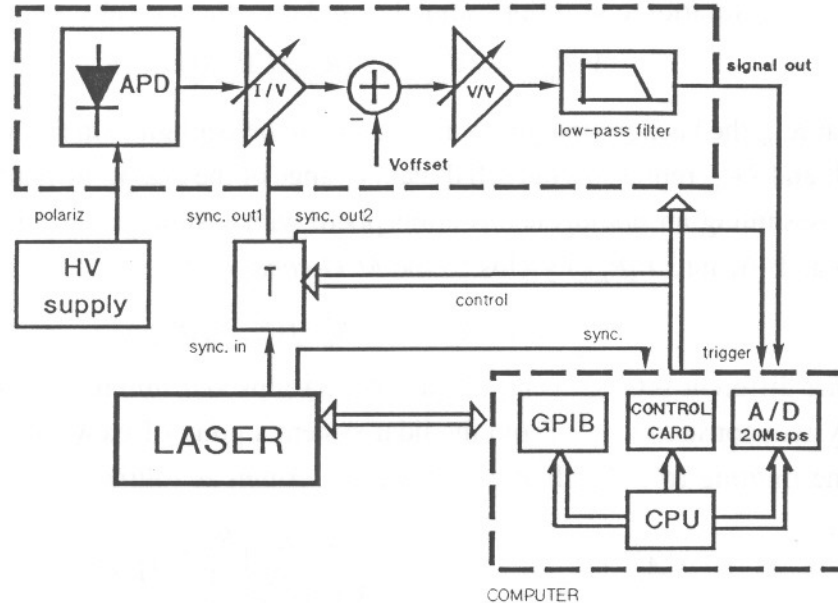 APD
I/V
+
−
Voffset
V/V
low-pass filter
signal out
polariz
sync. out1
sync. out2
HV
supply
T
control
sync. in
sync.
trigger
LASER
GPIB
CONTROL
CARD
A/D
20Msps
CPU
COMPUTER